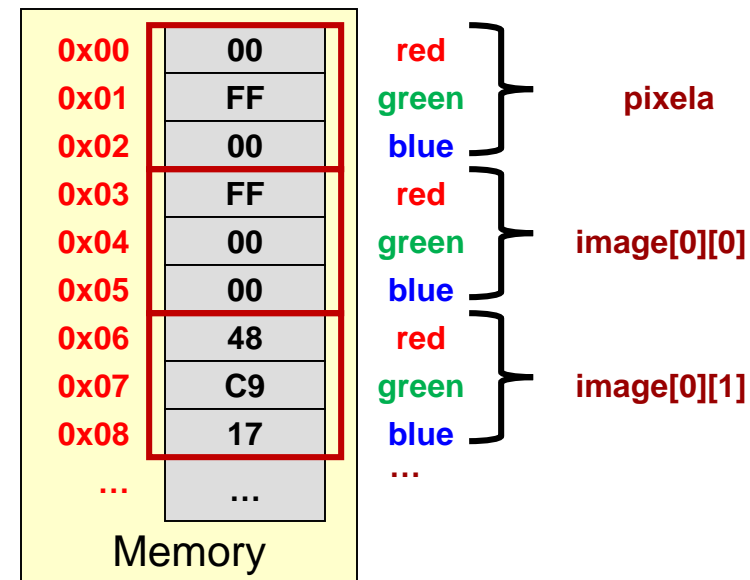 0x00 00 red
0x01 FF green pixela
0x02 00 blue
0x03 FF red
0x04 00 green image[0][0]
0x05 00 blue
0x06 48 red
0x07 C9 green image[0][1]
0x08 17 blue
… … …
Memory